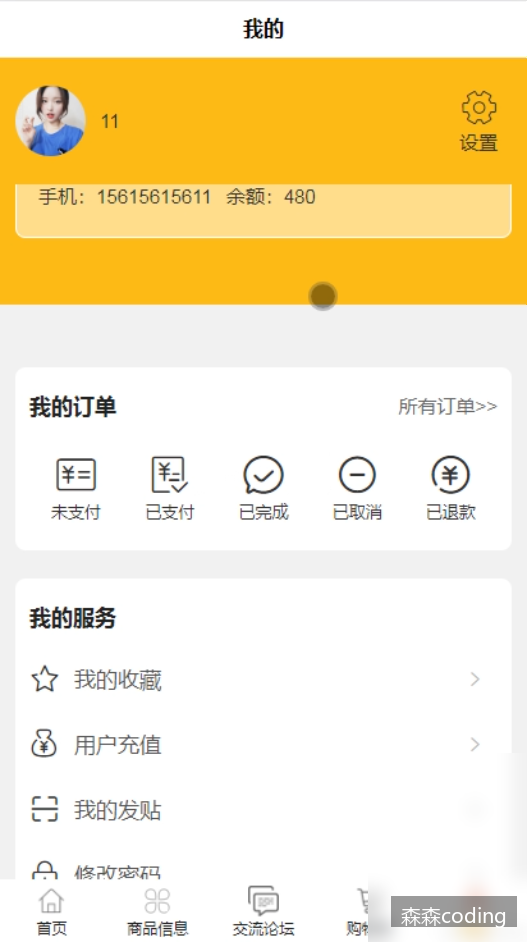 我的
11
设置
手机：15615615611 余额：480
我的订单
所有订单>>
未支付 已支付 已完成 已取消 已退款
我的服务
我的收藏
用户充值
我的发贴
修改密码
首页 商品信息 交流论坛 购
森森coding